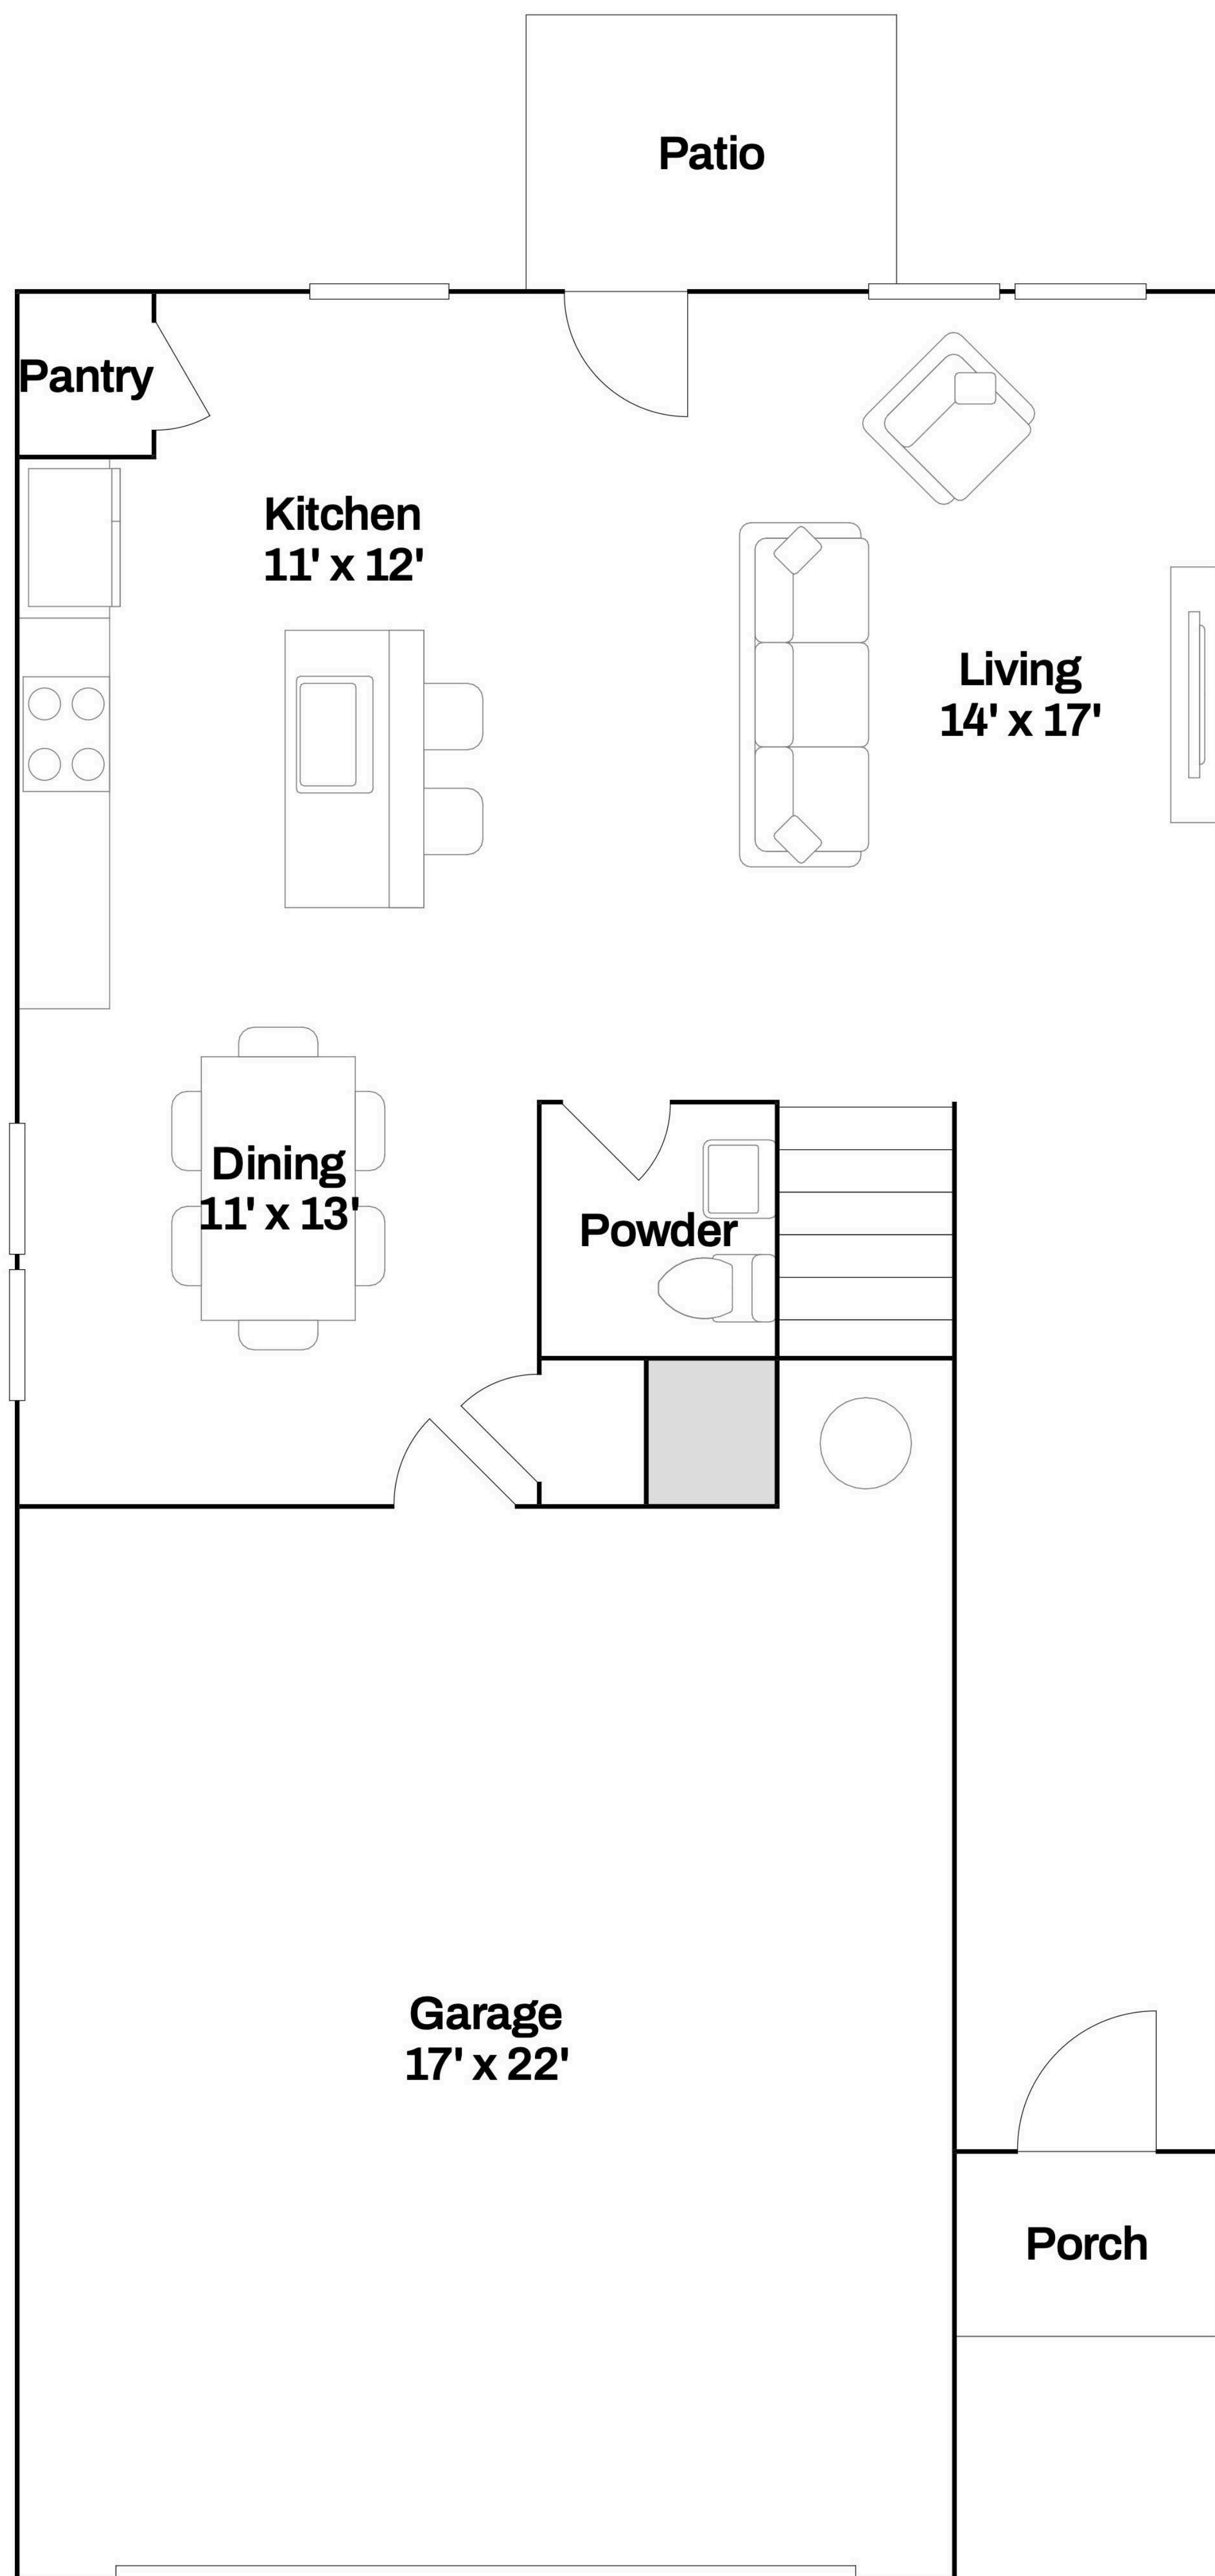 Patio
Pantry
Kitchen
11' x 12'
Living
14' x 17'
Dining
11' x 13'
Powder
Garage
17' x 22'
Porch